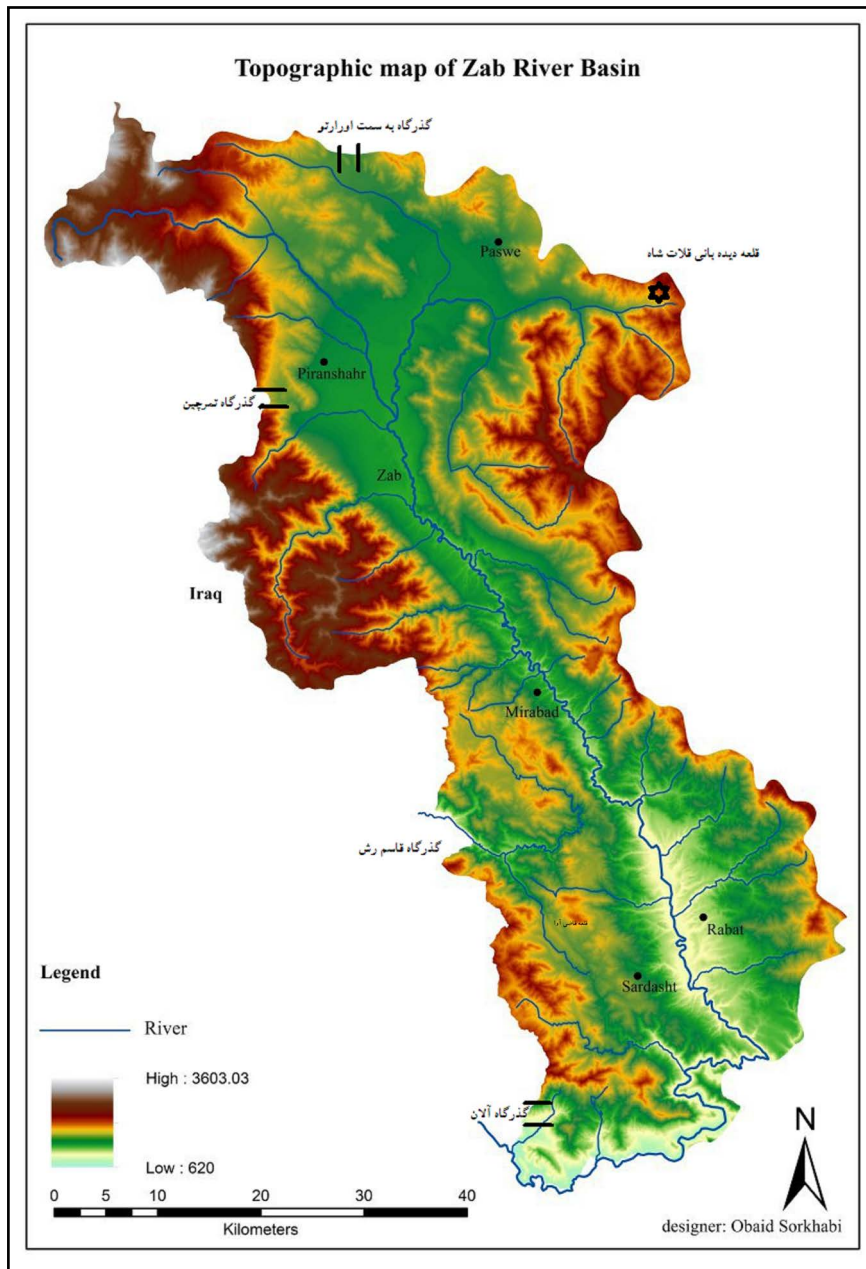 Topographic map of Zab River Basin
گذرگاه به سمت اورارتو
Paswe
قلعه دیده بانی قلات شاه
Piranshahr
گذرگاه تمرچین
Zab
Iraq
Mirabad
گذرگاه قاسم رش
Rabat
Sardasht
Legend
River
High : 3603.03
Low : 620
گذرگاه آلان
N
0 5 10 20 30 40
Kilometers
designer: Obaid Sorkhabi